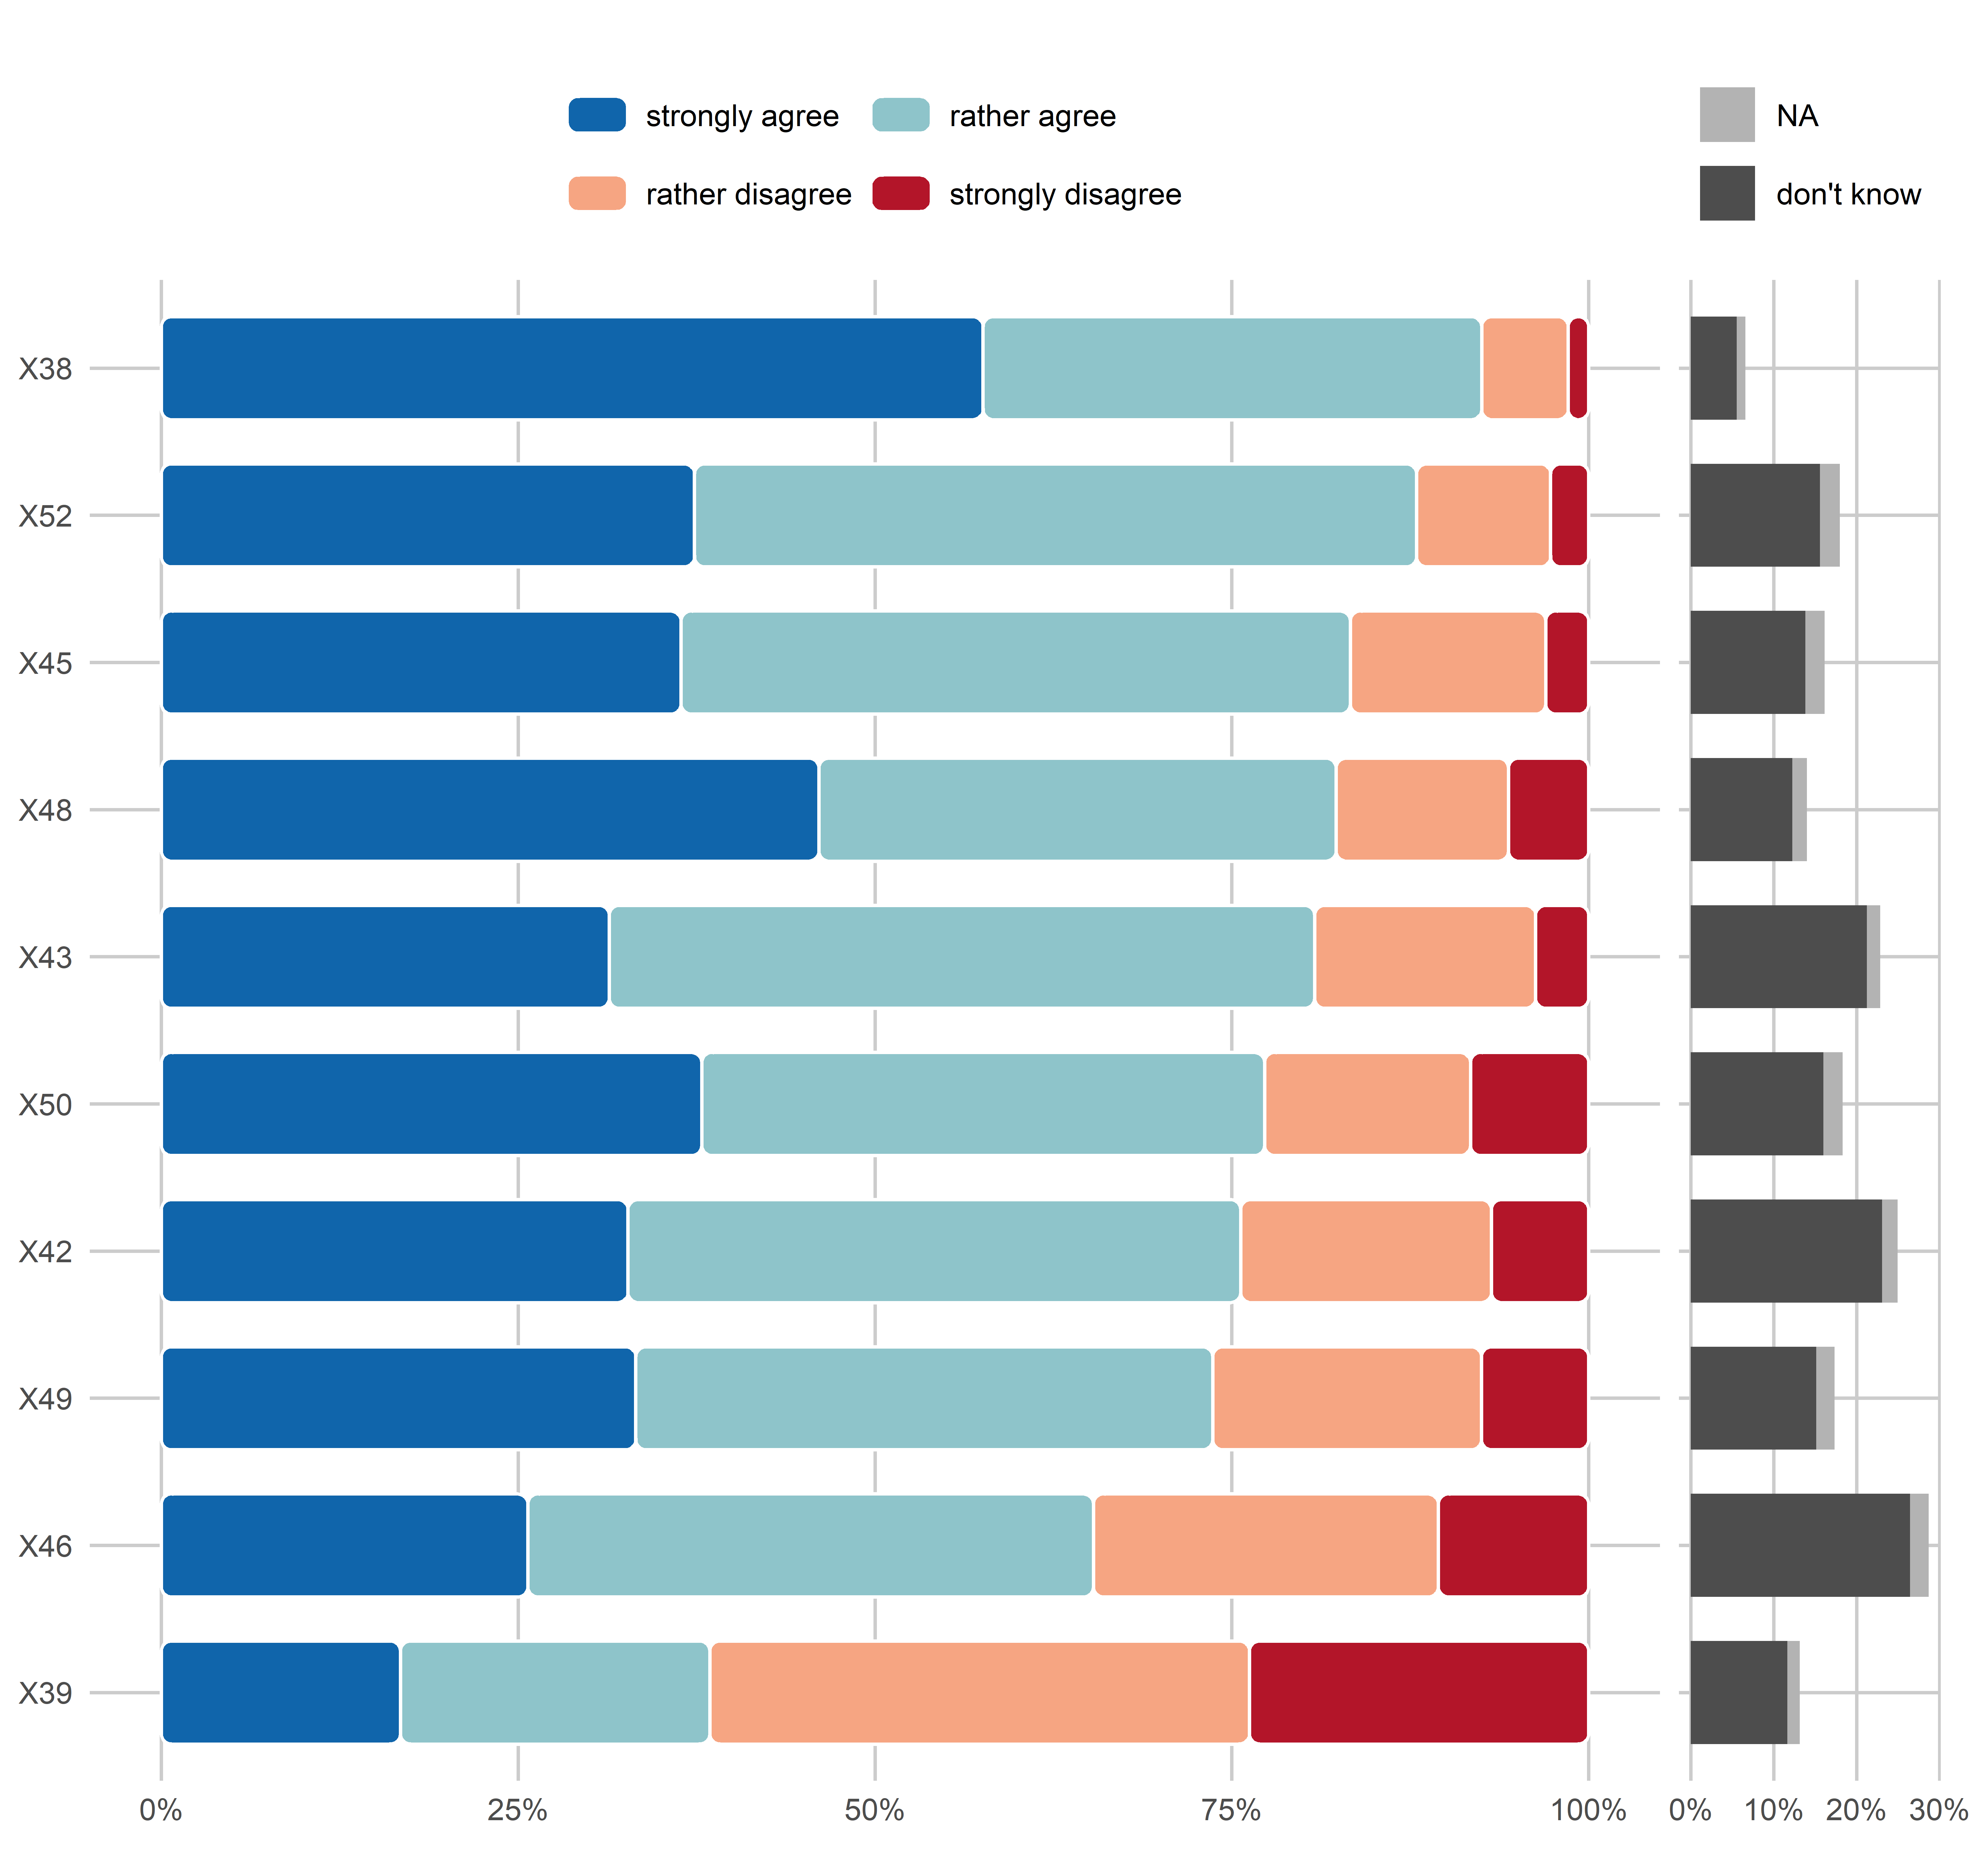 strongly agree rather agree NA
rather disagree strongly disagree don't know
X38
X52
X45
X48
X43
X50
X42
X49
X46
X39
0% 25% 50% 75% 100% 0% 10% 20% 30%